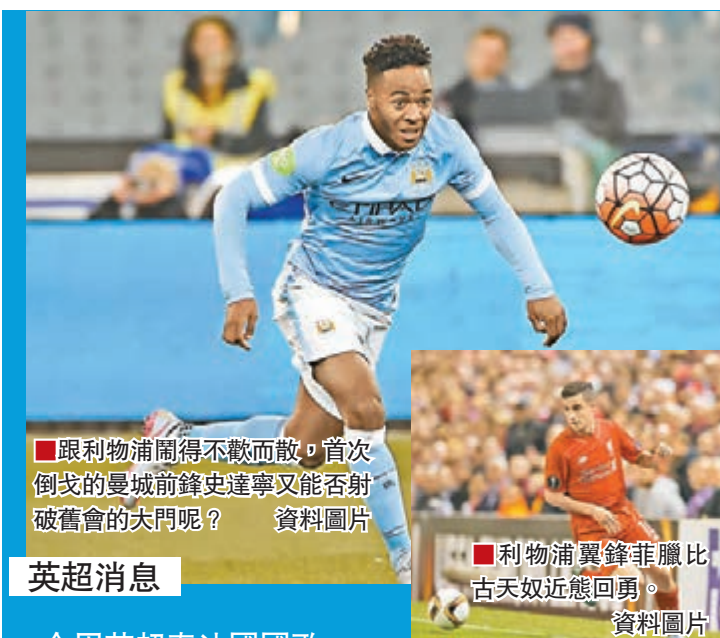 ETIHAD
AIRWAYS
■跟利物浦鬧得不歡而散，首次
倒戈的曼城前鋒史達寧又能否射
破舊會的大門呢？ 資料圖片
■利物浦翼鋒菲臘比
古天奴近態回勇。
資料圖片
英超消息